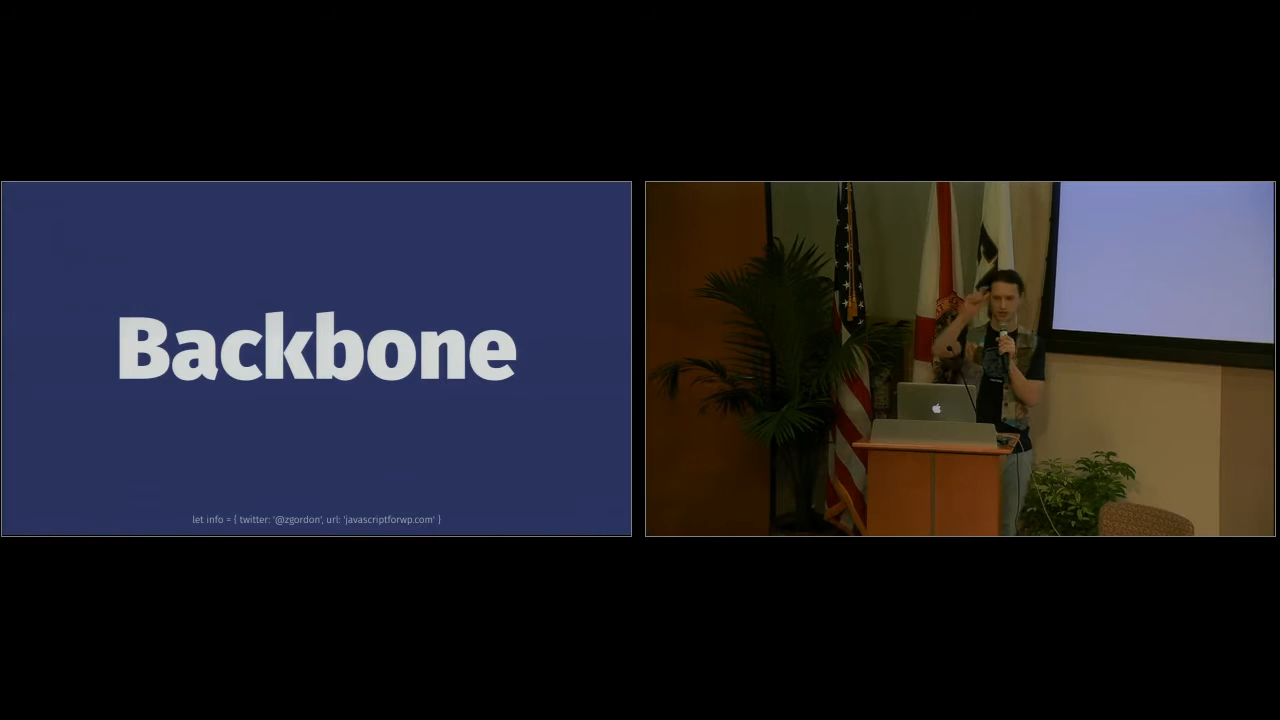 Backbone
let info = { twitter: '@zgordon', url: 'javascriptforwp.com' }